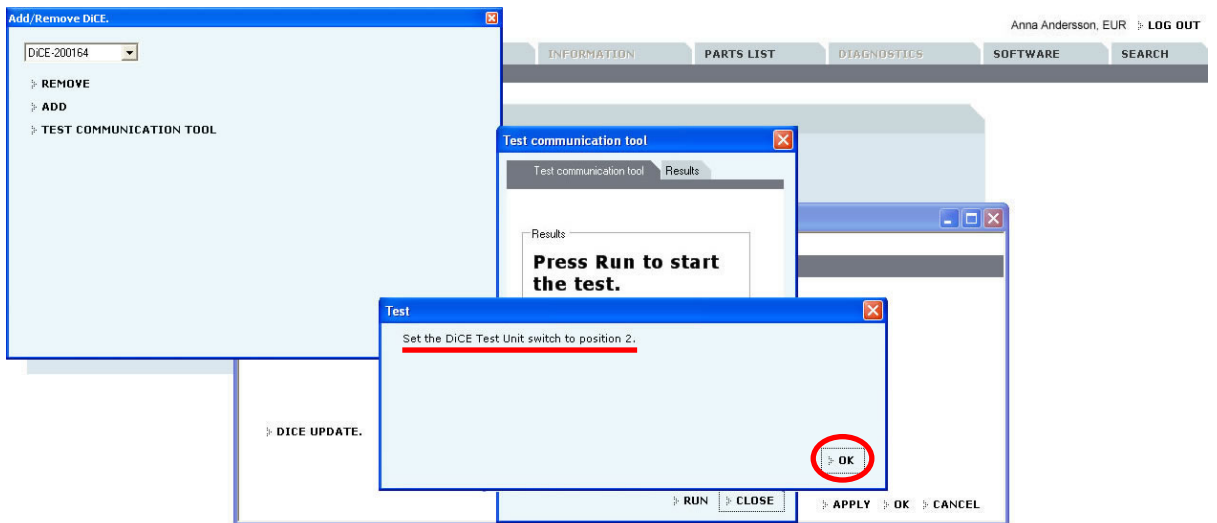 Add/Remove DiCE.
Anna Andersson, EUR LOG OUT
DiCE-200164
INFORMATION PARTS LIST DIAGNOSTICS SOFTWARE SEARCH
REMOVE
ADD
TEST COMMUNICATION TOOL
Test communication tool
Test communication tool Results
Results
Press Run to start
the test.
Test
Set the DiCE Test Unit switch to position 2.
DICE UPDATE.
OK
RUN CLOSE
APPLY OK CANCEL